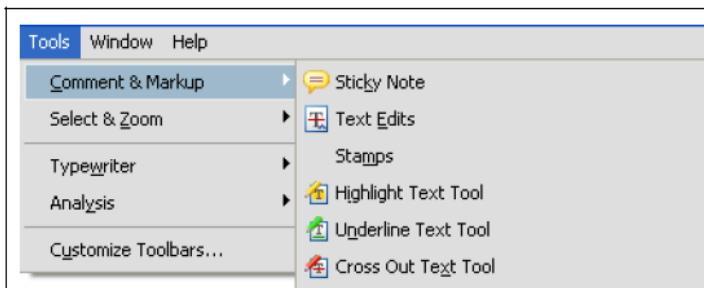 Tools Window Help
Comment & Markup
Select & Zoom
Typewriter
Analysis
Customize Toolbars...
Sticky Note
Text Edits
Stamps
Highlight Text Tool
Underline Text Tool
Cross Out Text Tool